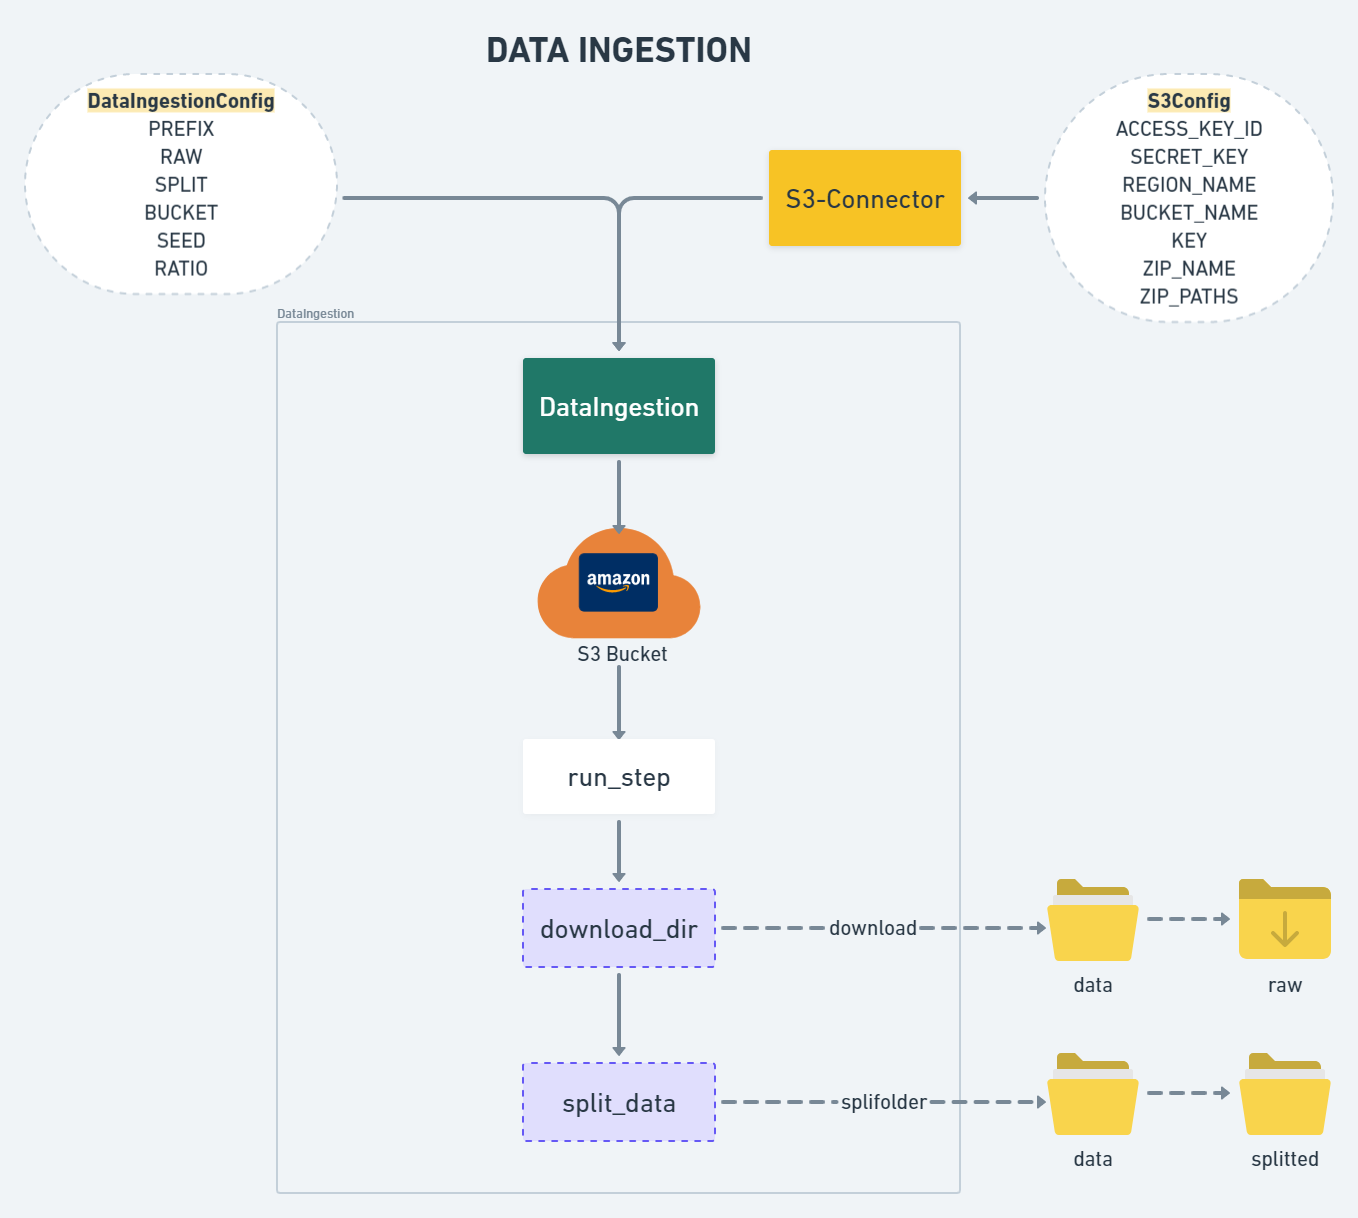 DATA INGESTION
DataIngestionConfig
PREFIX
RAW
SPLIT
BUCKET
SEED
RATIO
S3-Connector
S3Config
ACCESS_KEY_ID
SECRET_KEY
REGION_NAME
BUCKET_NAME
KEY
ZIP_NAME
ZIP_PATHS
DataIngestion
DataIngestion
amazon
S3 Bucket
run_step
download_dir
download
data
raw
split_data
splifolder
data
splitted